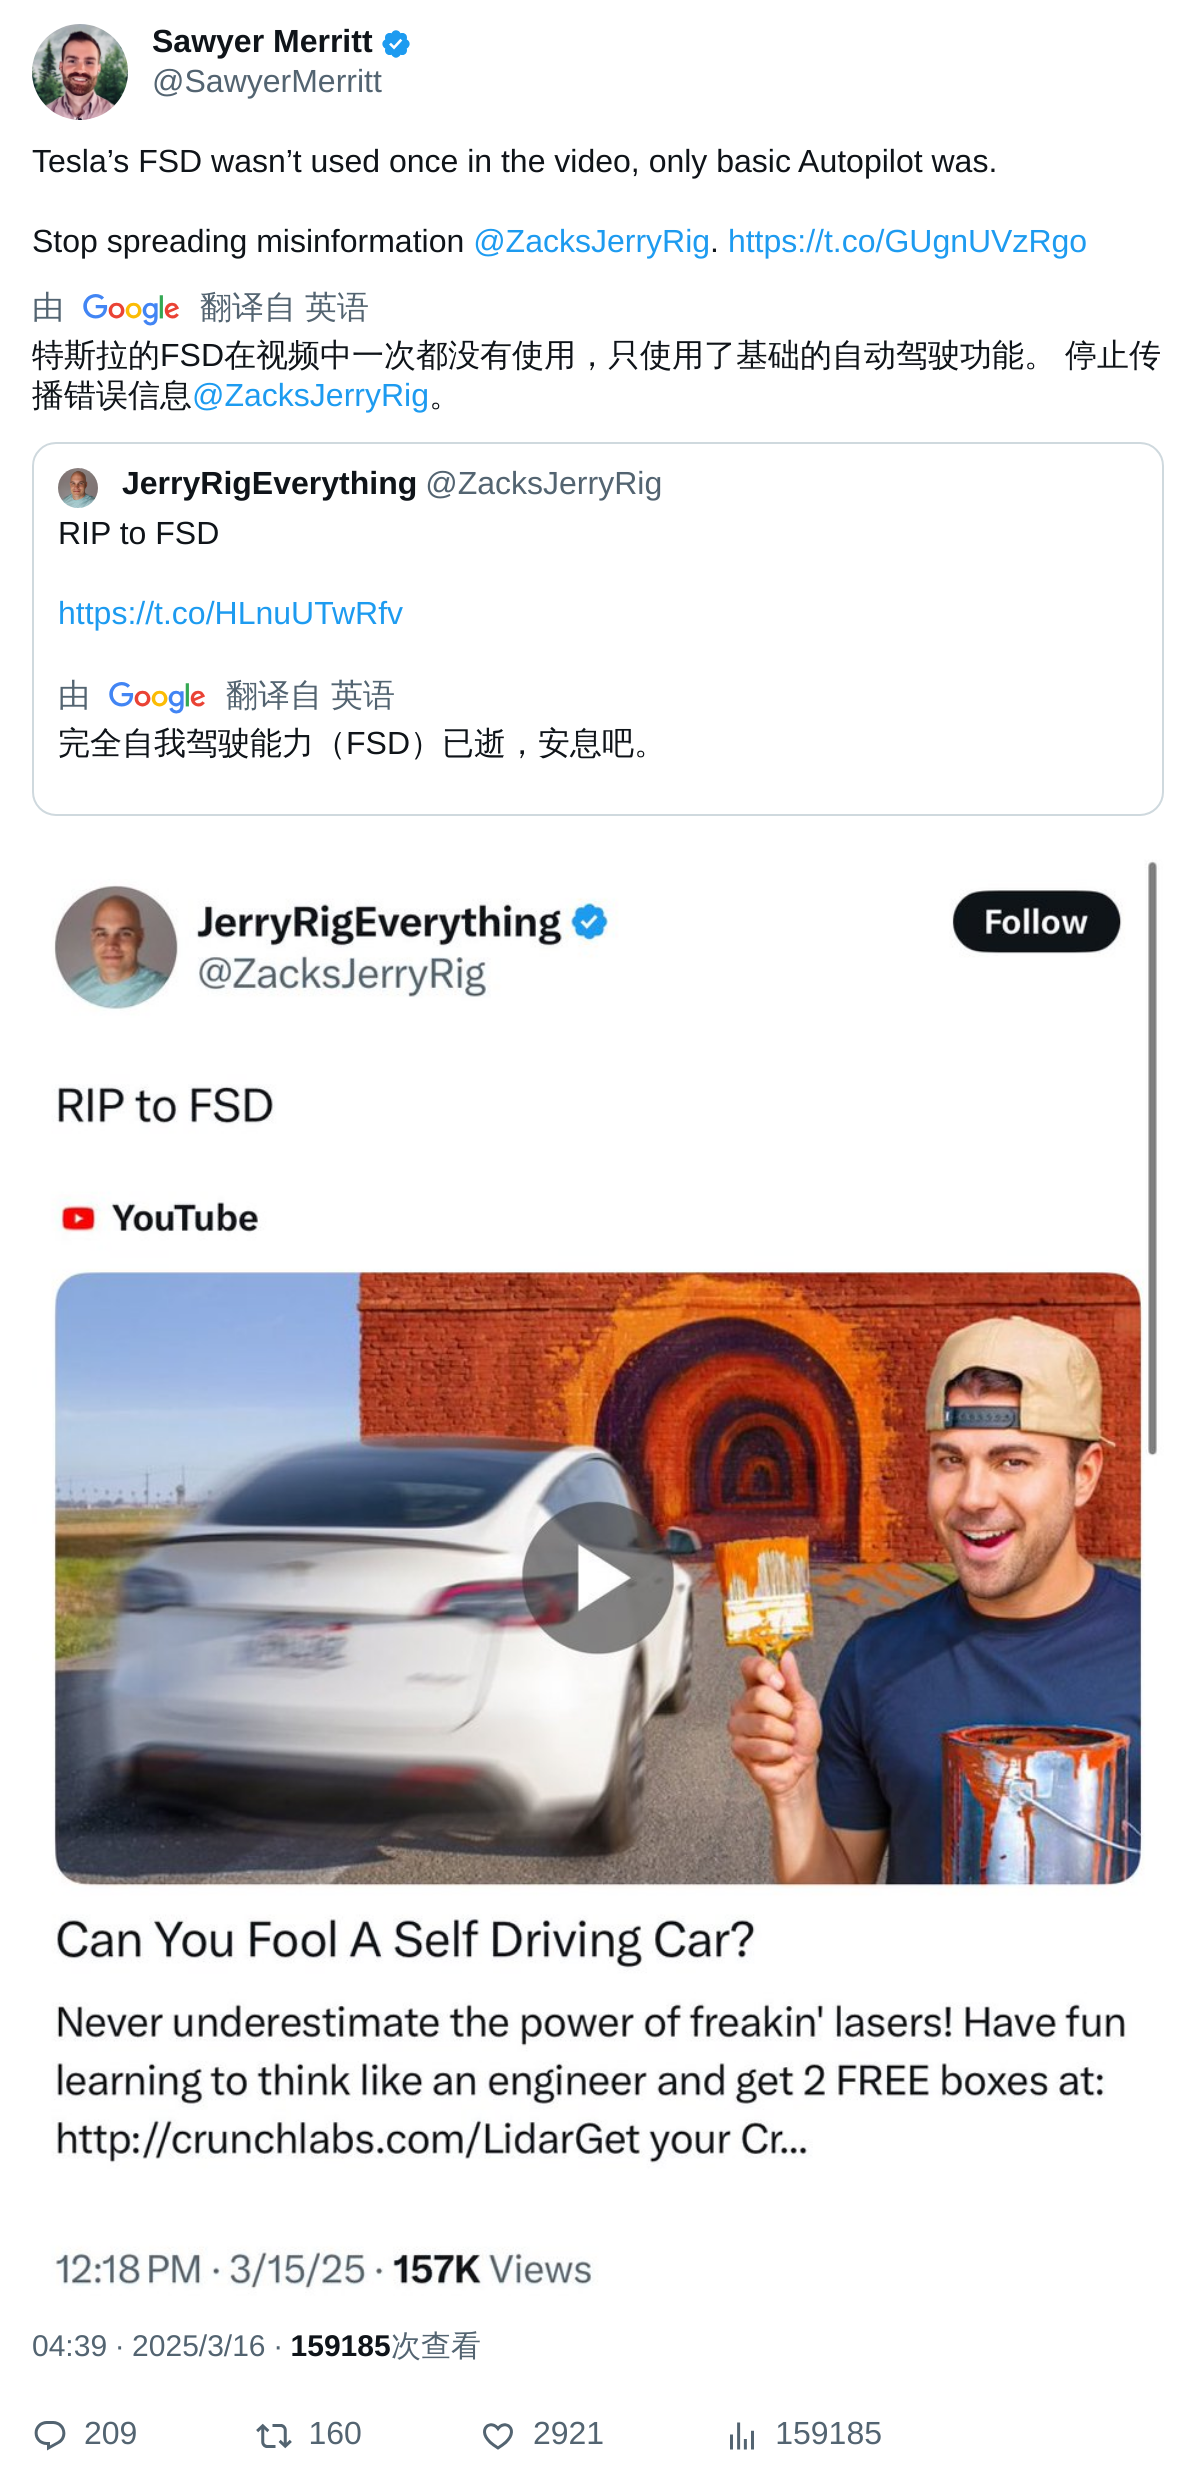 Sawyer Merritt
@SawyerMerritt
Tesla’s FSD wasn’t used once in the video, only basic Autopilot was.
Stop spreading misinformation @ZacksJerryRig. https://t.co/GUgnUVzRgo
由 Google 翻译自 英语
特斯拉的FSD在视频中一次都没有使用，只使用了基础的自动驾驶功能。 停止传
播错误信息@ZacksJerryRig。
JerryRigEverything @ZacksJerryRig
RIP to FSD
https://t.co/HLnuUTwRfv
由 Google 翻译自 英语
完全自我驾驶能力（FSD）已逝，安息吧。
JerryRigEverything
Follow
@ZacksJerryRig
RIP to FSD
YouTube
Can You Fool A Self Driving Car?
Never underestimate the power of freakin' lasers! Have fun
learning to think like an engineer and get 2 FREE boxes at:
http://crunchlabs.com/LidarGet your Cr...
12:18 PM · 3/15/25 · 157K Views
04:39 · 2025/3/16 · 159185次查看
209 160 2921 159185